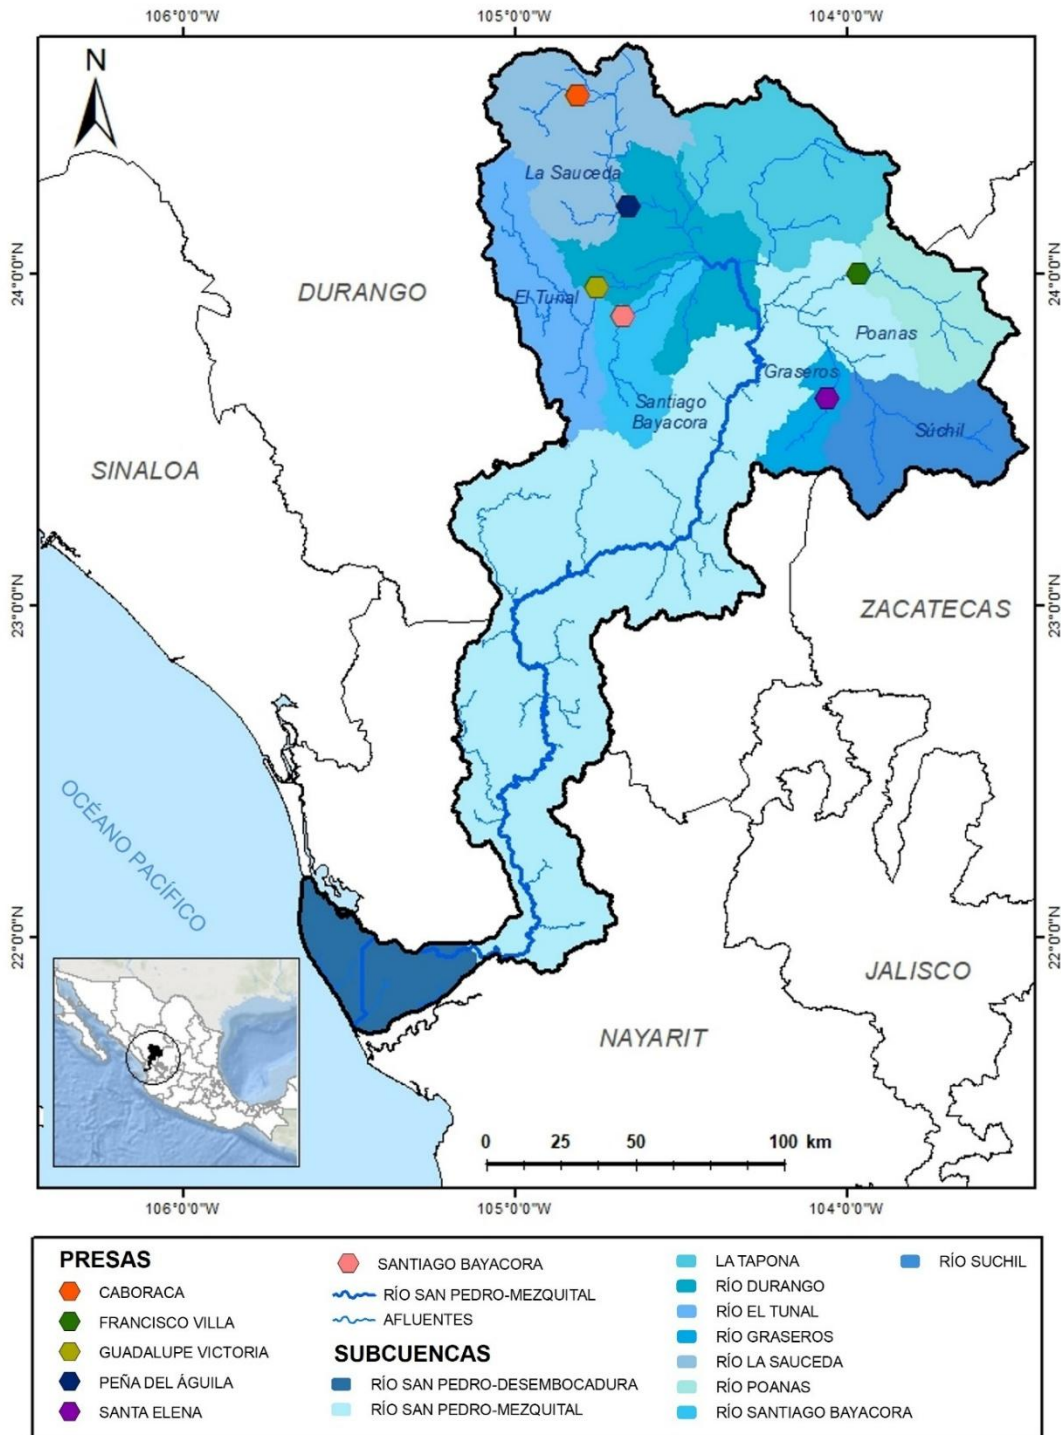 106°0'0"W
105°0'0"W
104°0'0"W
N
24°0'0"N
24°0'0"N
23°0'0"N
23°0'0"N
22°0'0"N
22°0'0"N
La Sauceda
DURANGO
El Tunal
Poanas
Graseros
Santiago
Bayacora
Súchil
SINALOA
ZACATECAS
OCÉANO PACÍFICO
JALISCO
NAYARIT
0 25 50 100 km
106°0'0"W
105°0'0"W
104°0'0"W
PRESAS
CABORACA
FRANCISCO VILLA
GUADALUPE VICTORIA
PEÑA DEL ÁGUILA
SANTA ELENA
SANTIAGO BAYACORA
RÍO SAN PEDRO-MEZQUITAL
AFLUENTES
SUBCUENCAS
RÍO SAN PEDRO-DESEMBOCADURA
RÍO SAN PEDRO-MEZQUITAL
LA TAPONA
RÍO DURANGO
RÍO EL TUNAL
RÍO GRASEROS
RÍO LA SAUCEDA
RÍO POANAS
RÍO SANTIAGO BAYACORA
RÍO SUCHIL